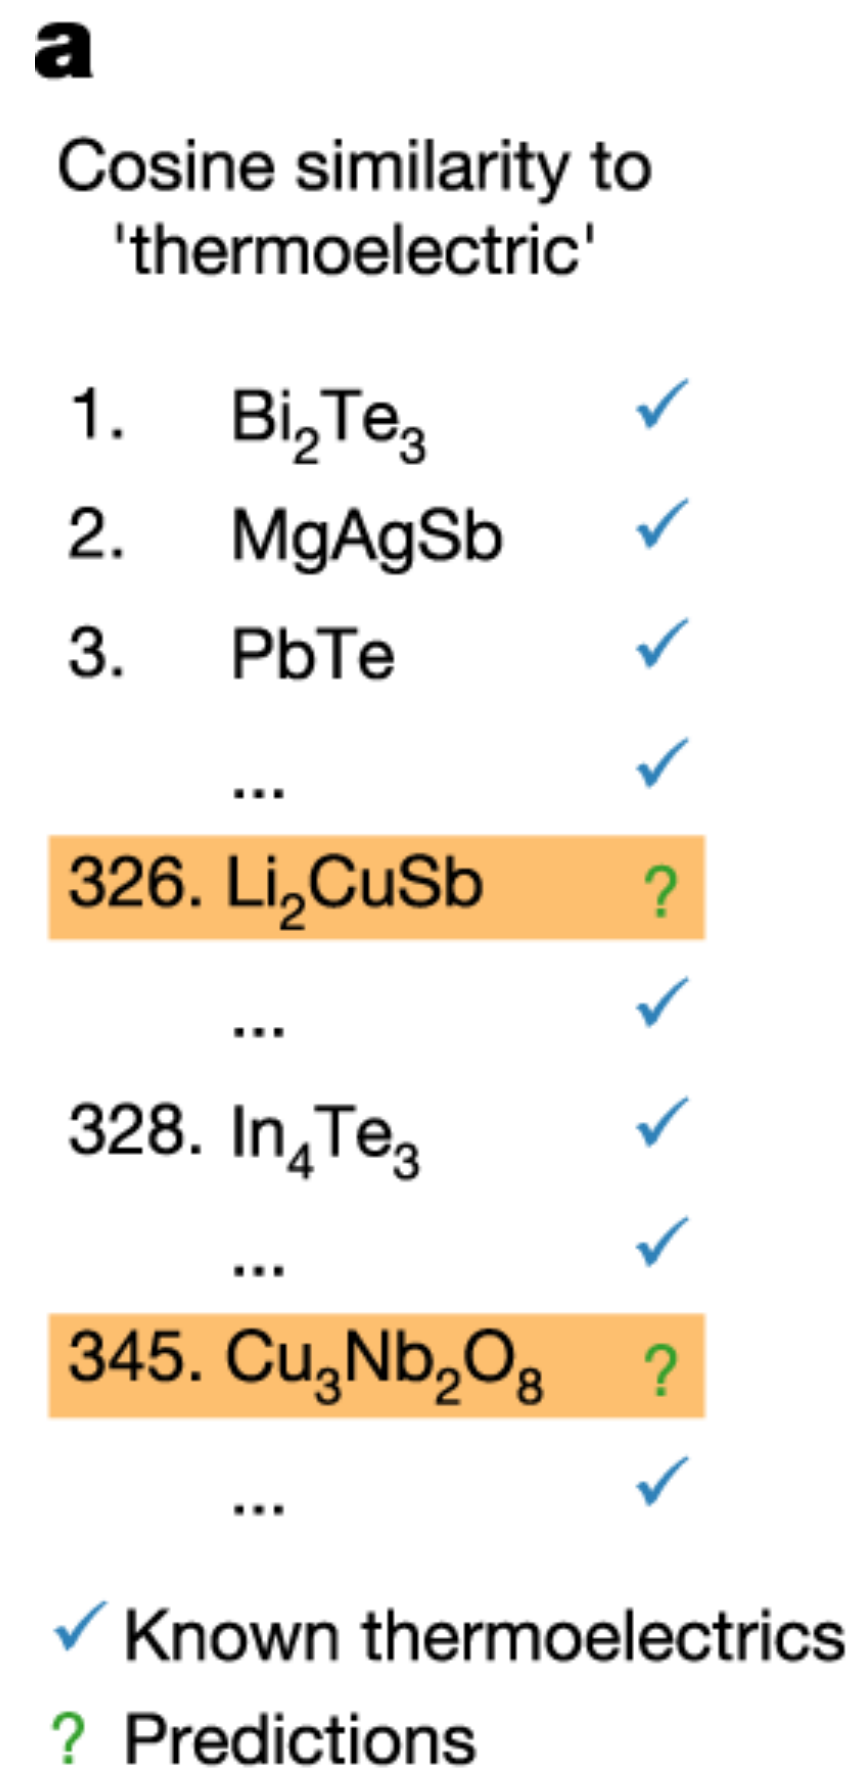 a
Cosine similarity to
'thermoelectric'
1. Bi₂Te₃ ✓
2. MgAgSb ✓
3. PbTe ✓
... ✓
326. Li₂CuSb ?
... ✓
328. In₄Te₃ ✓
... ✓
345. Cu₃Nb₂O₈ ?
... ✓
✓ Known thermoelectrics
? Predictions